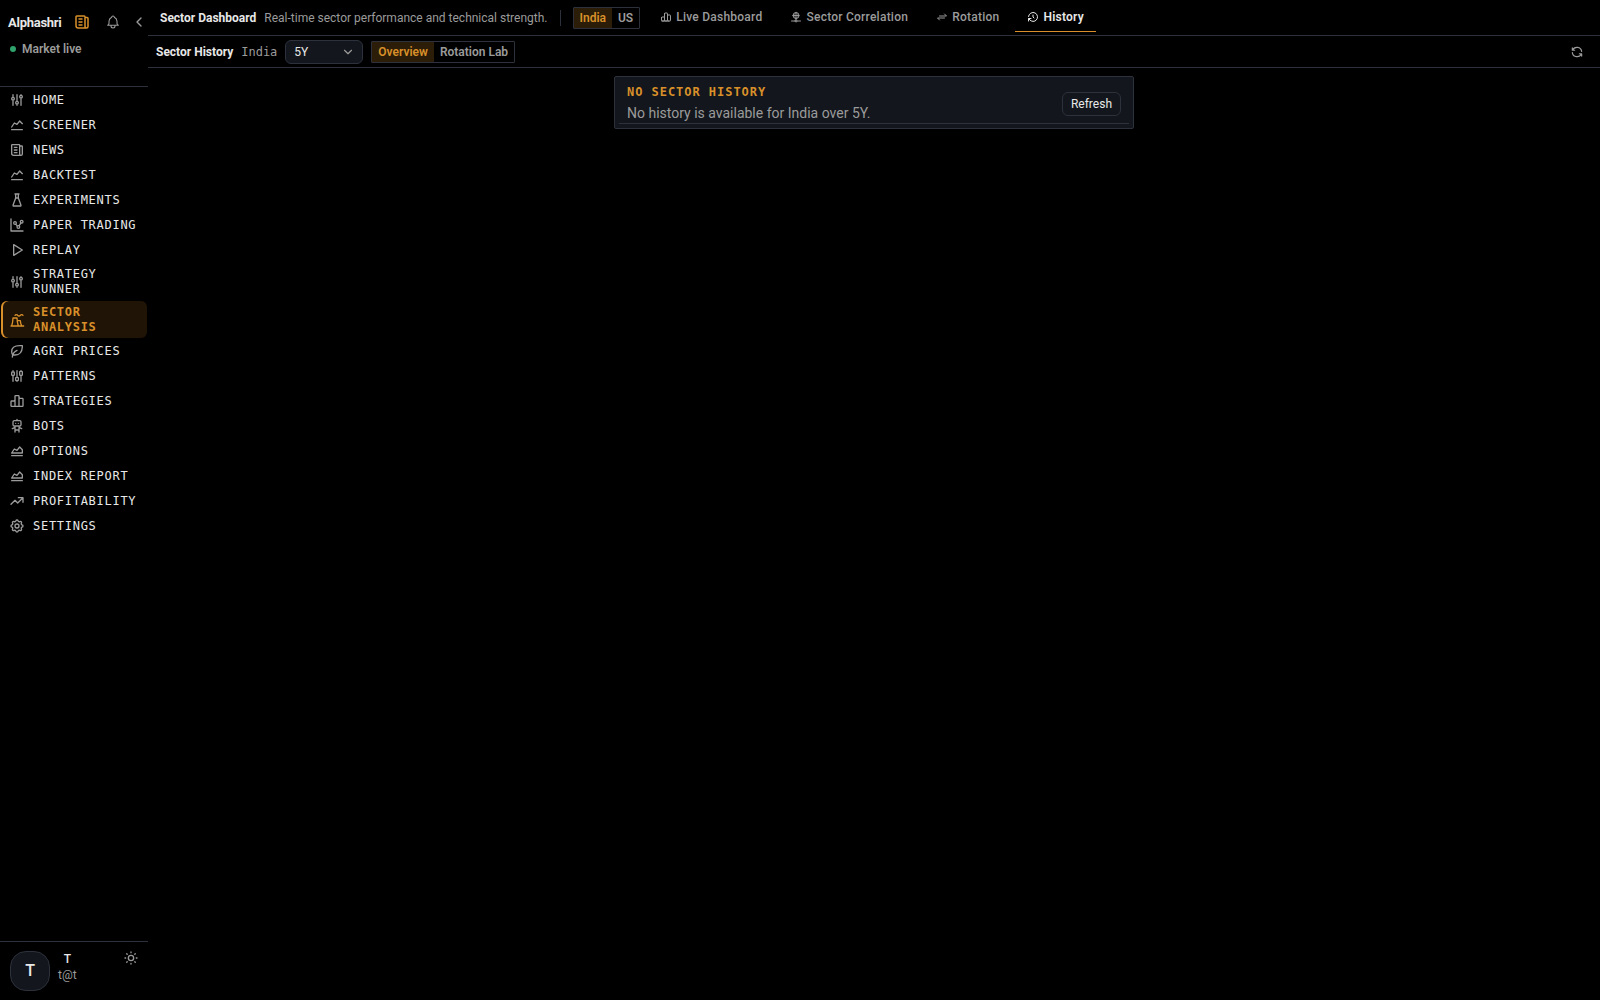 Alphashri
Market live
HOME
SCREENER
NEWS
BACKTEST
EXPERIMENTS
PAPER TRADING
REPLAY
STRATEGY
RUNNER
SECTOR
ANALYSIS
AGRI PRICES
PATTERNS
STRATEGIES
BOTS
OPTIONS
INDEX REPORT
PROFITABILITY
SETTINGS
T
T
t@t
Sector Dashboard Real-time sector performance and technical strength. India US Live Dashboard Sector Correlation Rotation History
Sector History India 5Y Overview Rotation Lab
NO SECTOR HISTORY
No history is available for India over 5Y.
Refresh